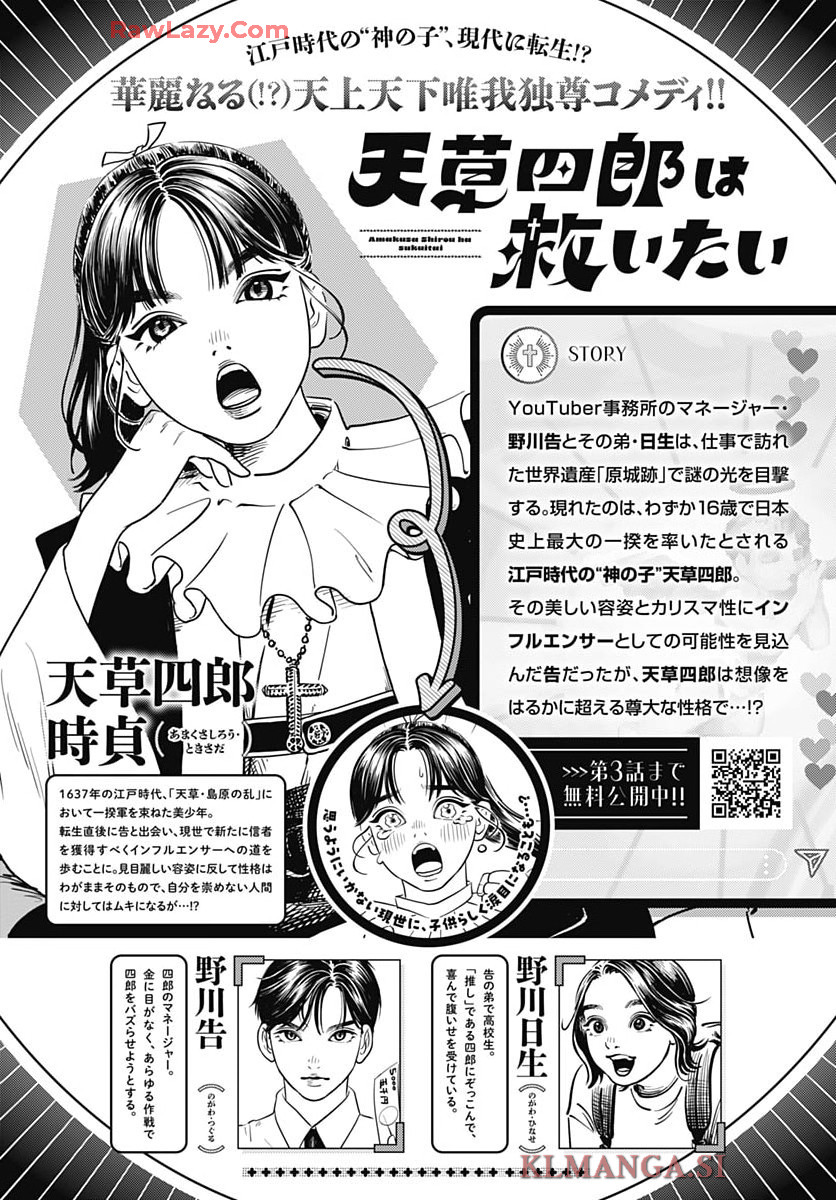 RawLazy.Com
江戸時代の“神の子”、現代に転生!?
華麗なる(!?)天上天下唯我独尊コメディ!!
天草四郎は
救いたい
Amakusa Shirou ha
sukuitai
STORY
YouTuber事務所のマネージャー・
野川告とその弟・日生は、仕事で訪れ
た世界遺産「原城跡」で謎の光を目撃
する。現れたのは、わずか16歳で日本
史上最大の一揆を率いたとされる
江戸時代の“神の子”天草四郎。
その美しい容姿とカリスマ性にイン
フルエンサーとしての可能性を見込
んだ告だったが、天草四郎は想像を
はるかに超える尊大な性格で…!?
>>>第3話まで
無料公開中!!
天草四郎
時貞
(あまくさしろう・
ときさだ)
1637年の江戸時代、「天草・島原の乱」に
おいて一揆軍を束ねた美少年。
転生直後に告と出会い、現世で新たに信者
を獲得すべくインフルエンサーへの道を
歩むことに。見目麗しい容姿に反して性格は
わがままそのもので、自分を崇めない人間
に対してはムキになるが…!?
思うようにいかない現世に、子供らしく涙目になることも…?
野川日生
(のがわ・ひなせ)
告の弟で高校生。
「推し」である四郎にぞっこんで、
喜んで腹いせを受けている。
野川告
(のがわ・つぐる)
四郎のマネージャー。
金に目がなく、あらゆる作戦で
四郎をバズらせようとする。
KLMANGA.SI